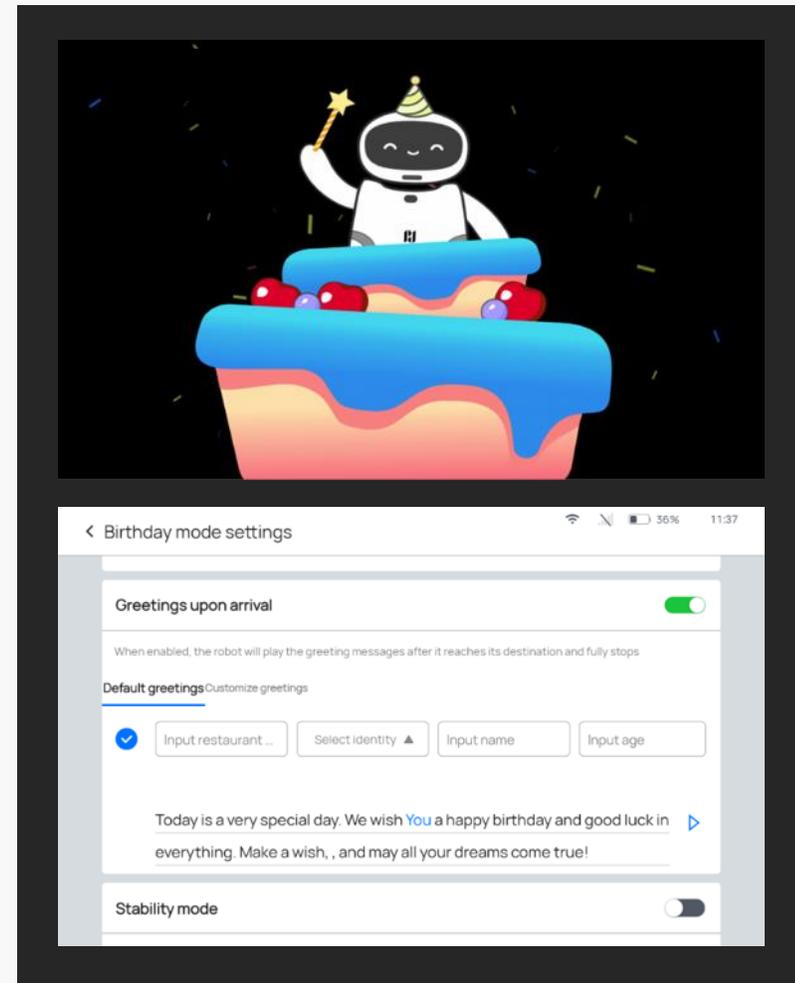 Birthday mode settings
36% 11:37
Greetings upon arrival
When enabled, the robot will play the greeting messages after it reaches its destination and fully stops
Default greetings Customize greetings
Input restaurant ... Select identity Input name Input age
Today is a very special day. We wish You a happy birthday and good luck in
everything. Make a wish, , and may all your dreams come true!
Stability mode